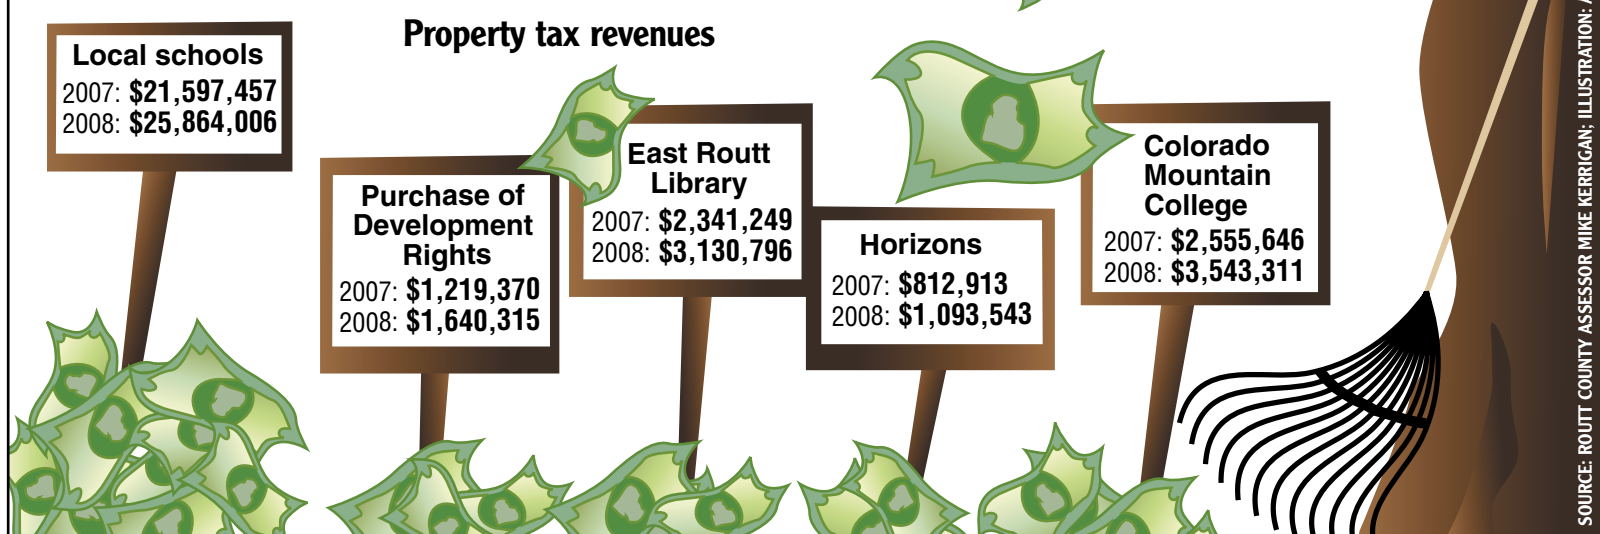 Property tax revenues
Local schools
2007: $21,597,457
2008: $25,864,006
Purchase of
Development
Rights
2007: $1,219,370
2008: $1,640,315
East Routt
Library
2007: $2,341,249
2008: $3,130,796
Horizons
2007: $812,913
2008: $1,093,543
Colorado
Mountain
College
2007: $2,555,646
2008: $3,543,311
SOURCE: ROUTT COUNTY ASSESSOR MIKE KERRIGAN; ILLUSTRATION: